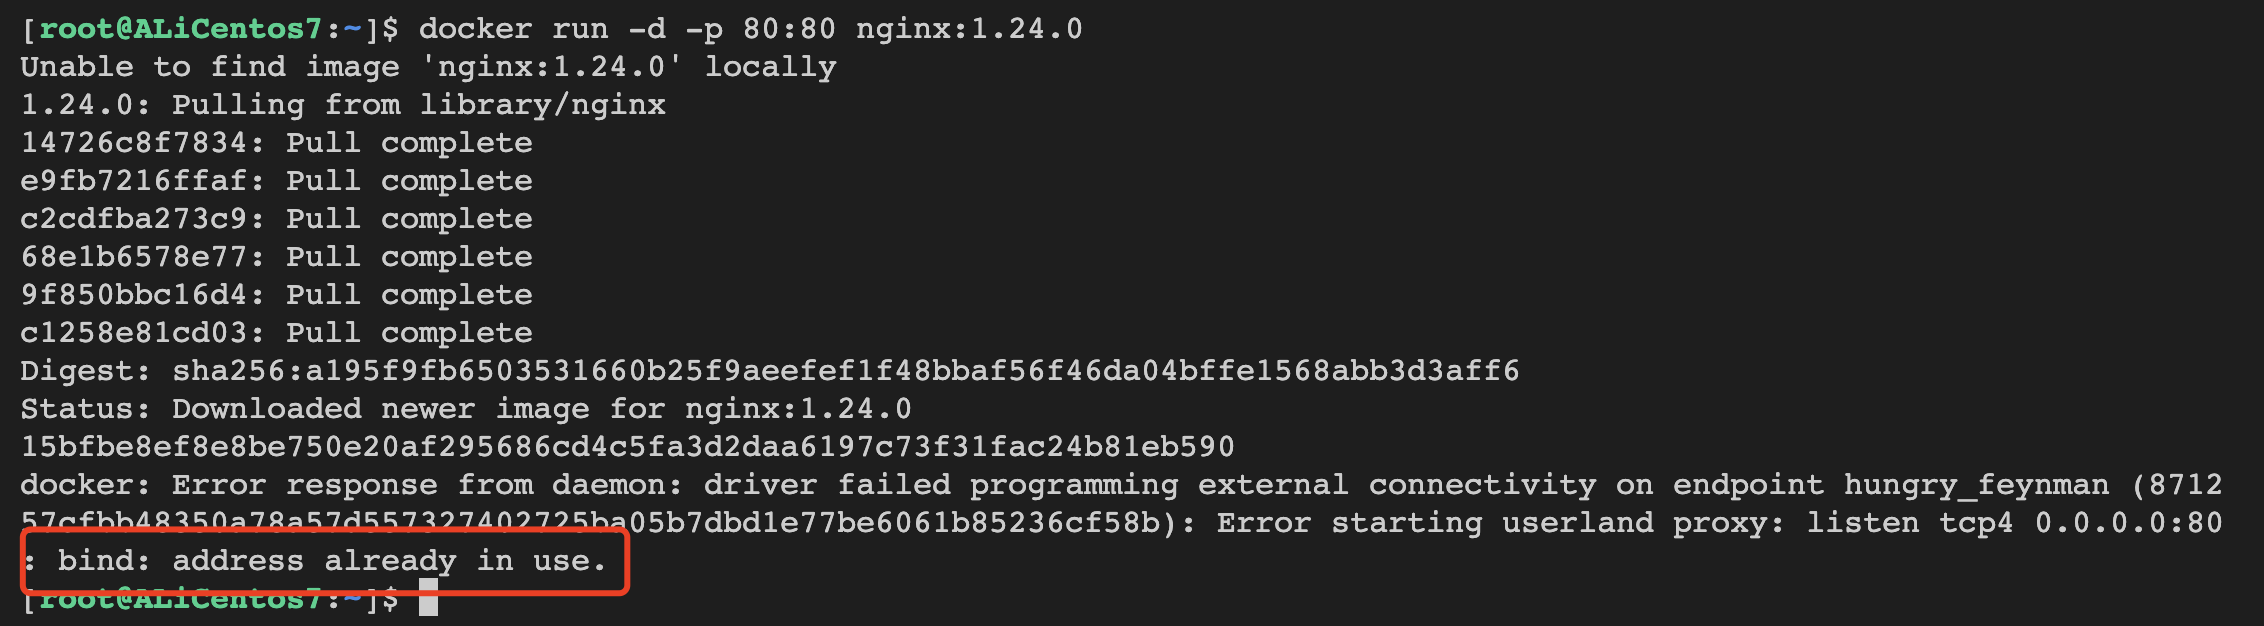 [root@ALiCentos7:~]$ docker run -d -p 80:80 nginx:1.24.0
Unable to find image 'nginx:1.24.0' locally
1.24.0: Pulling from library/nginx
14726c8f7834: Pull complete
e9fb7216ffaf: Pull complete
c2cdfba273c9: Pull complete
68e1b6578e77: Pull complete
9f850bbc16d4: Pull complete
c1258e81cd03: Pull complete
Digest: sha256:a195f9fb6503531660b25f9aeefef1f48bbaf56f46da04bffe1568abb3d3aff6
Status: Downloaded newer image for nginx:1.24.0
15bfbe8ef8e8be750e20af295686cd4c5fa3d2daa6197c73f31fac24b81eb590
docker: Error response from daemon: driver failed programming external connectivity on endpoint hungry_feynman (8712
57cfbb48350a78a57d557327402725ba05b7dbd1e77be6061b85236cf58b): Error starting userland proxy: listen tcp4 0.0.0.0:80
: bind: address already in use.
[root@ALiCentos7:~]$